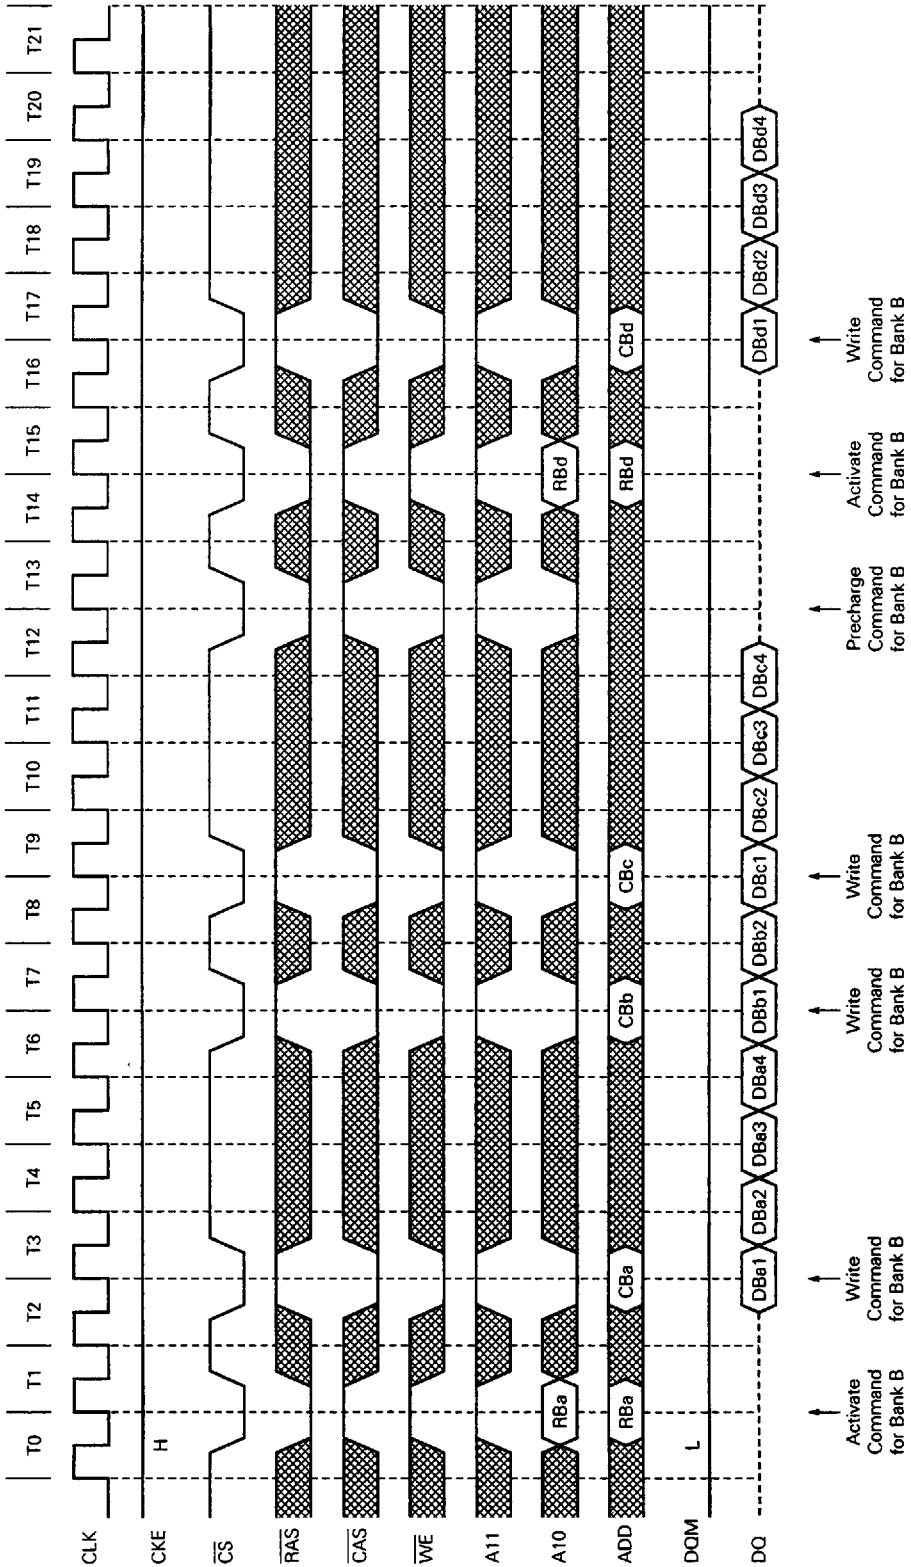 T0 T1 T2 T3 T4 T5 T6 T7 T8 T9 T10 T11 T12 T13 T14 T15 T16 T17 T18 T19 T20 T21
CLK
CKE H
CS
RAS
CAS
WE
A11
A10 RBa RBd
ADD RBa CBa CBb CBc RBd CBd
DQM L
DQ DBa1 DBa2 DBa3 DBa4 DBb1 DBb2 DBc1 DBc2 DBc3 DBc4 DBd1 DBd2 DBd3 DBd4
Activate
Command
for Bank B
Write
Command
for Bank B
Write
Command
for Bank B
Write
Command
for Bank B
Precharge
Command
for Bank B
Activate
Command
for Bank B
Write
Command
for Bank B